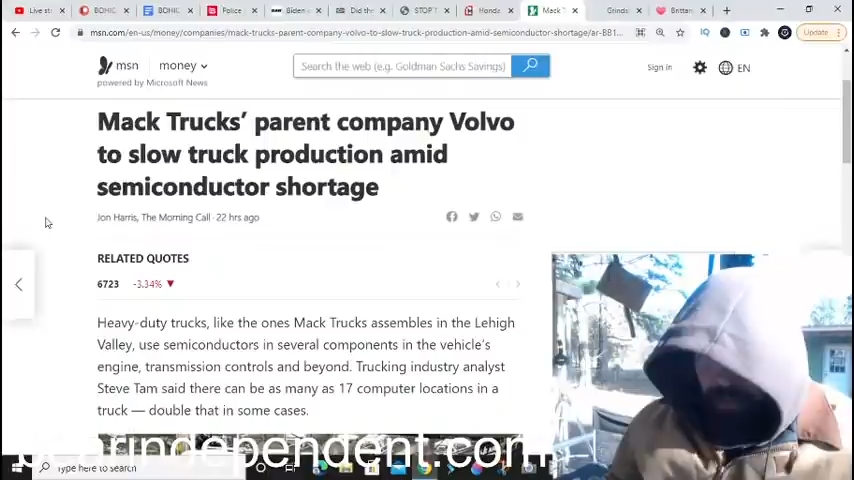 Live st
BOHIC
BOHIC
Police
Biden
Did the
STOP T
Honda
Mack T
Grinds
Brittan
msn.com/en-us/money/companies/mack-trucks-parent-company-volvo-to-slow-truck-production-amid-semiconductor-shortage/ar-BB1...
Update
msn money
powered by Microsoft News
Search the web (e.g. Goldman Sachs Savings)
Sign in
EN
Mack Trucks’ parent company Volvo
to slow truck production amid
semiconductor shortage
Jon Harris, The Morning Call · 22 hrs ago
RELATED QUOTES
6723 -3.34% ▼
Heavy-duty trucks, like the ones Mack Trucks assembles in the Lehigh
Valley, use semiconductors in several components in the vehicle’s
engine, transmission controls and beyond. Trucking industry analyst
Steve Tam said there can be as many as 17 computer locations in a
truck — double that in some cases.
bearindependent.com
Type here to search